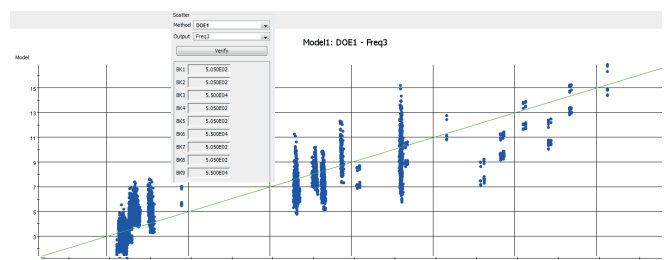 Scatter
Method DOE1
Output Freq3
Verify
BK1 5.050E02
BK2 5.050E02
BK3 5.500E04
BK4 5.050E02
BK5 5.050E02
BK6 5.500E04
BK7 5.050E02
BK8 5.050E02
BK9 5.500E04
Model1: DOE1 - Freq3
Model
15
13
11
9
7
5
3